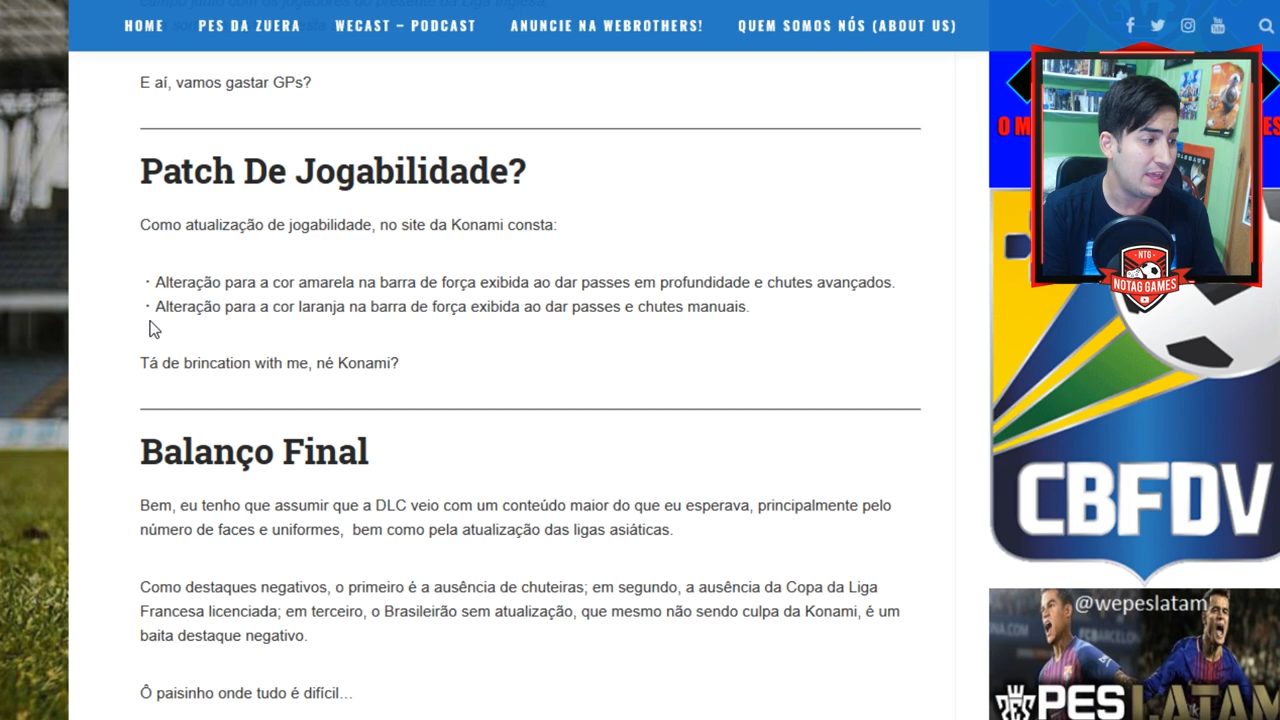 HOME PES DA ZUERA WECAST – PODCAST ANUNCIE NA WEBROTHERS! QUEM SOMOS NÓS (ABOUT US)
E aí, vamos gastar GPs?
Patch De Jogabilidade?
Como atualização de jogabilidade, no site da Konami consta:
・Alteração para a cor amarela na barra de força exibida ao dar passes em profundidade e chutes avançados.
・Alteração para a cor laranja na barra de força exibida ao dar passes e chutes manuais.
Tá de brincation with me, né Konami?
Balanço Final
Bem, eu tenho que assumir que a DLC veio com um conteúdo maior do que eu esperava, principalmente pelo
número de faces e uniformes, bem como pela atualização das ligas asiáticas.
Como destaques negativos, o primeiro é a ausência de chuteiras; em segundo, a ausência da Copa da Liga
Francesa licenciada; em terceiro, o Brasileirão sem atualização, que mesmo não sendo culpa da Konami, é um
baita destaque negativo.
Ô paisinho onde tudo é difícil…
O M
ES
NTG
NOTAG GAMES
CBFDV
@wepeslatam
PES LATAM